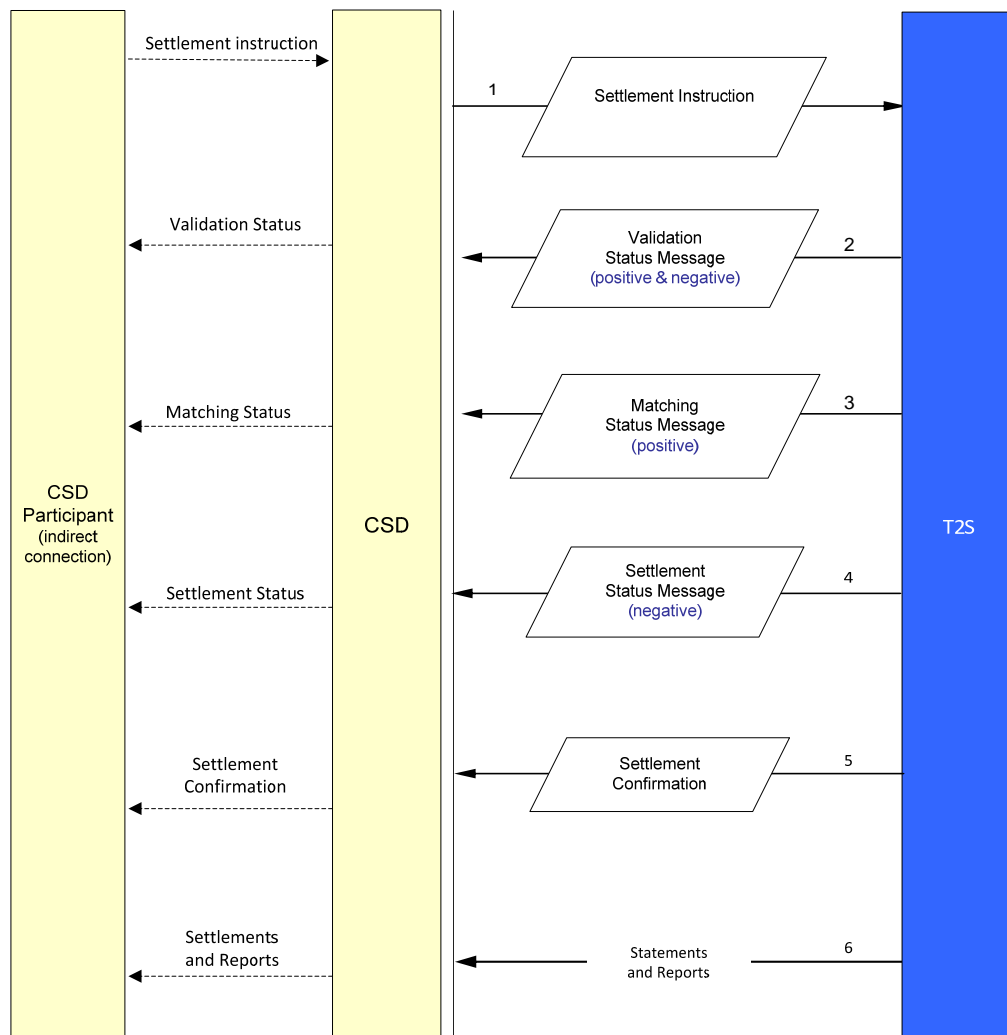 Settlement instruction
1
Settlement Instruction
Validation Status
Validation
Status Message
(positive & negative)
2
Matching Status
Matching
Status Message
(positive)
3
CSD
Participant
(indirect
connection)
CSD
T2S
Settlement Status
Settlement
Status Message
(negative)
4
Settlement
Confirmation
Settlement
Confirmation
5
Settlements
and Reports
Statements
and Reports
6